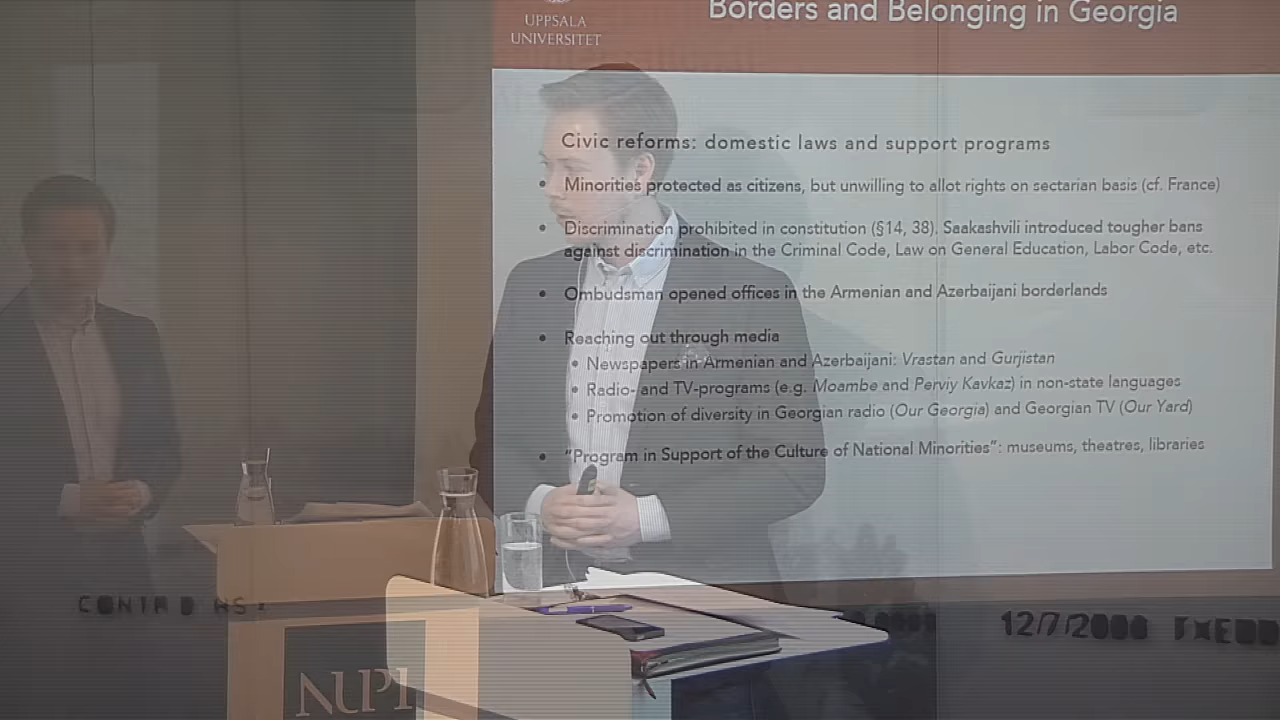 UPPSALA
UNIVERSITET
Borders and Belonging in Georgia
Civic reforms: domestic laws and support programs
• Minorities protected as citizens, but unwilling to allot rights on sectarian basis (cf. France)
• Discrimination prohibited in constitution (§14, 38). Saakashvili introduced tougher bans
against discrimination in the Criminal Code, Law on General Education, Labor Code, etc.
• Ombudsman opened offices in the Armenian and Azerbaijani borderlands
• Reaching out through media
• Newspapers in Armenian and Azerbaijani: Vrastan and Gurjistan
• Radio- and TV-programs (e.g. Moambe and Perviy Kavkaz) in non-state languages
• Promotion of diversity in Georgian radio (Our Georgia) and Georgian TV (Our Yard)
• “Program in Support of the Culture of National Minorities”: museums, theatres, libraries
NUPI